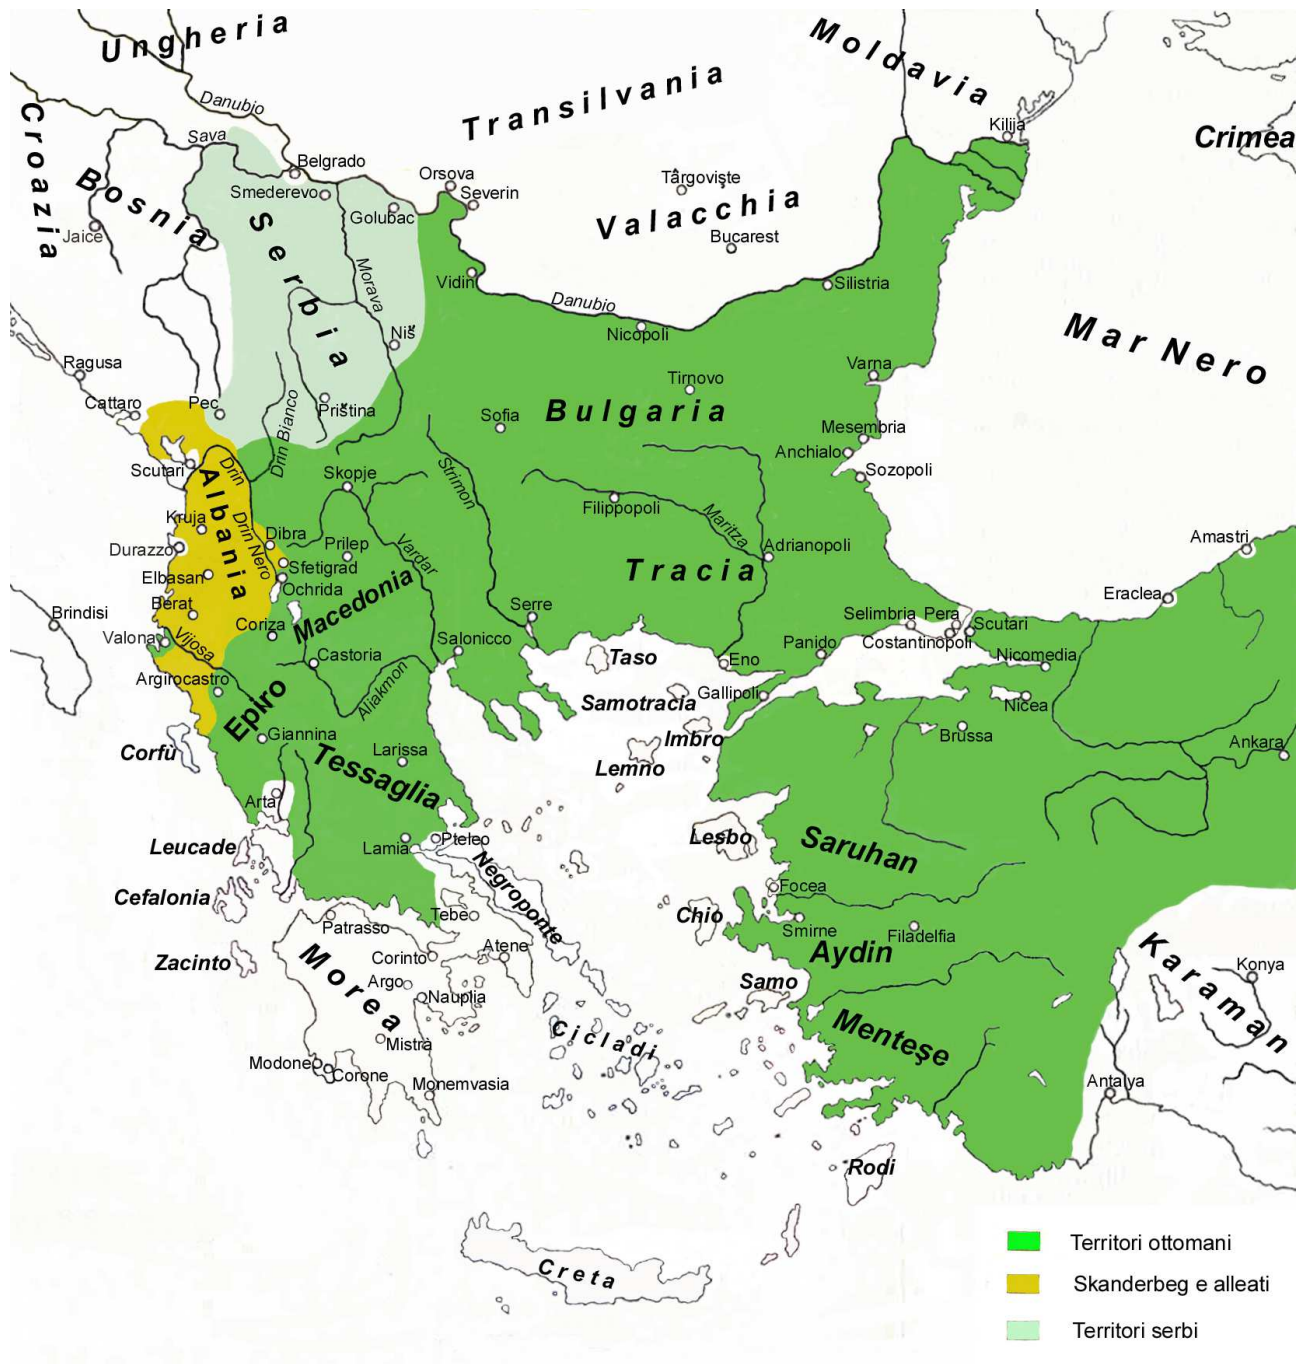 Ungheria
Moldavia
Transilvania
Croazia
Danubio
Sava
Kilija
Crimea
Bosnia
Belgrado
Smederevo
Orsova
Severin
Golubac
Târgovişte
Valacchia
Bucarest
Jaice
Serbia
Morava
Vidin
Danubio
Silistria
Nicopoli
Niš
Mar Nero
Ragusa
Varna
Tirnovo
Cattaro
Pec
Priština
Drin Bianco
Sofia
Bulgaria
Mesembria
Anchialo
Sozopoli
Scutari
Drin
Albania
Skopje
Strimon
Filippopoli
Maritza
Kruja
Drin Nero
Dibra
Prilep
Vardar
Adrianopoli
Amastri
Durazzo
Sfetigrad
Elbasan
Ochrida
Tracia
Macedonia
Eraclea
Brindisi
Berat
Coriza
Serre
Selimbria
Pera
Scutari
Costantinopoli
Valona
Vijosa
Salonicco
Panido
Castoria
Taso
Eno
Nicomedia
Argirocastro
Aliakmon
Epiro
Samotracia
Gallipoli
Nicea
Giannina
Imbro
Brussa
Ankara
Corfù
Larissa
Tessaglia
Lemno
Arta
Leucade
Lamia
Pteleo
Lesbo
Saruhan
Negroponte
Cefalonia
Focea
Chio
Tebe
Patrasso
Smirne
Filadelfia
Zacinto
Morea
Corinto
Atene
Aydin
Karaman
Konya
Argo
Nauplia
Samo
Cicladi
Menteşe
Mistrà
Modone
Corone
Monemvasia
Antalya
Rodi
Creta
Territori ottomani
Skanderbeg e alleati
Territori serbi